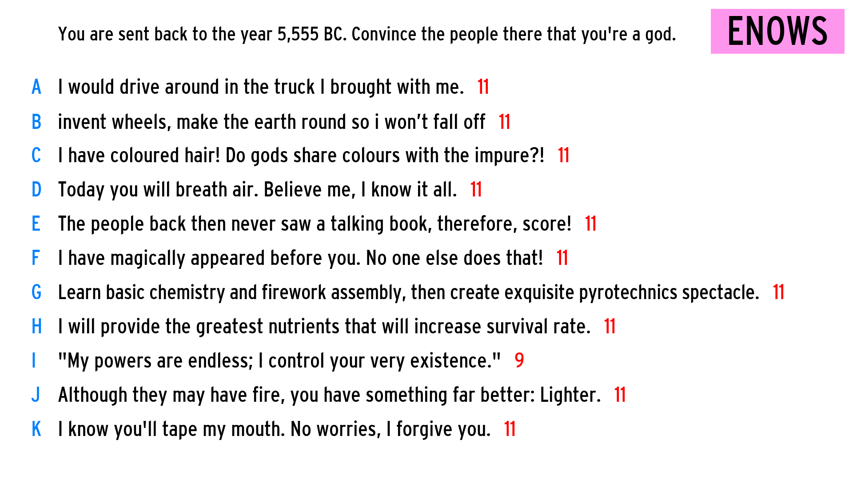 You are sent back to the year 5,555 BC. Convince the people there that you're a god.
ENOWS
A I would drive around in the truck I brought with me. 11
B invent wheels, make the earth round so i won’t fall off 11
C I have coloured hair! Do gods share colours with the impure?! 11
D Today you will breath air. Believe me, I know it all. 11
E The people back then never saw a talking book, therefore, score! 11
F I have magically appeared before you. No one else does that! 11
G Learn basic chemistry and firework assembly, then create exquisite pyrotechnics spectacle. 11
H I will provide the greatest nutrients that will increase survival rate. 11
I "My powers are endless; I control your very existence." 9
J Although they may have fire, you have something far better: Lighter. 11
K I know you'll tape my mouth. No worries, I forgive you. 11